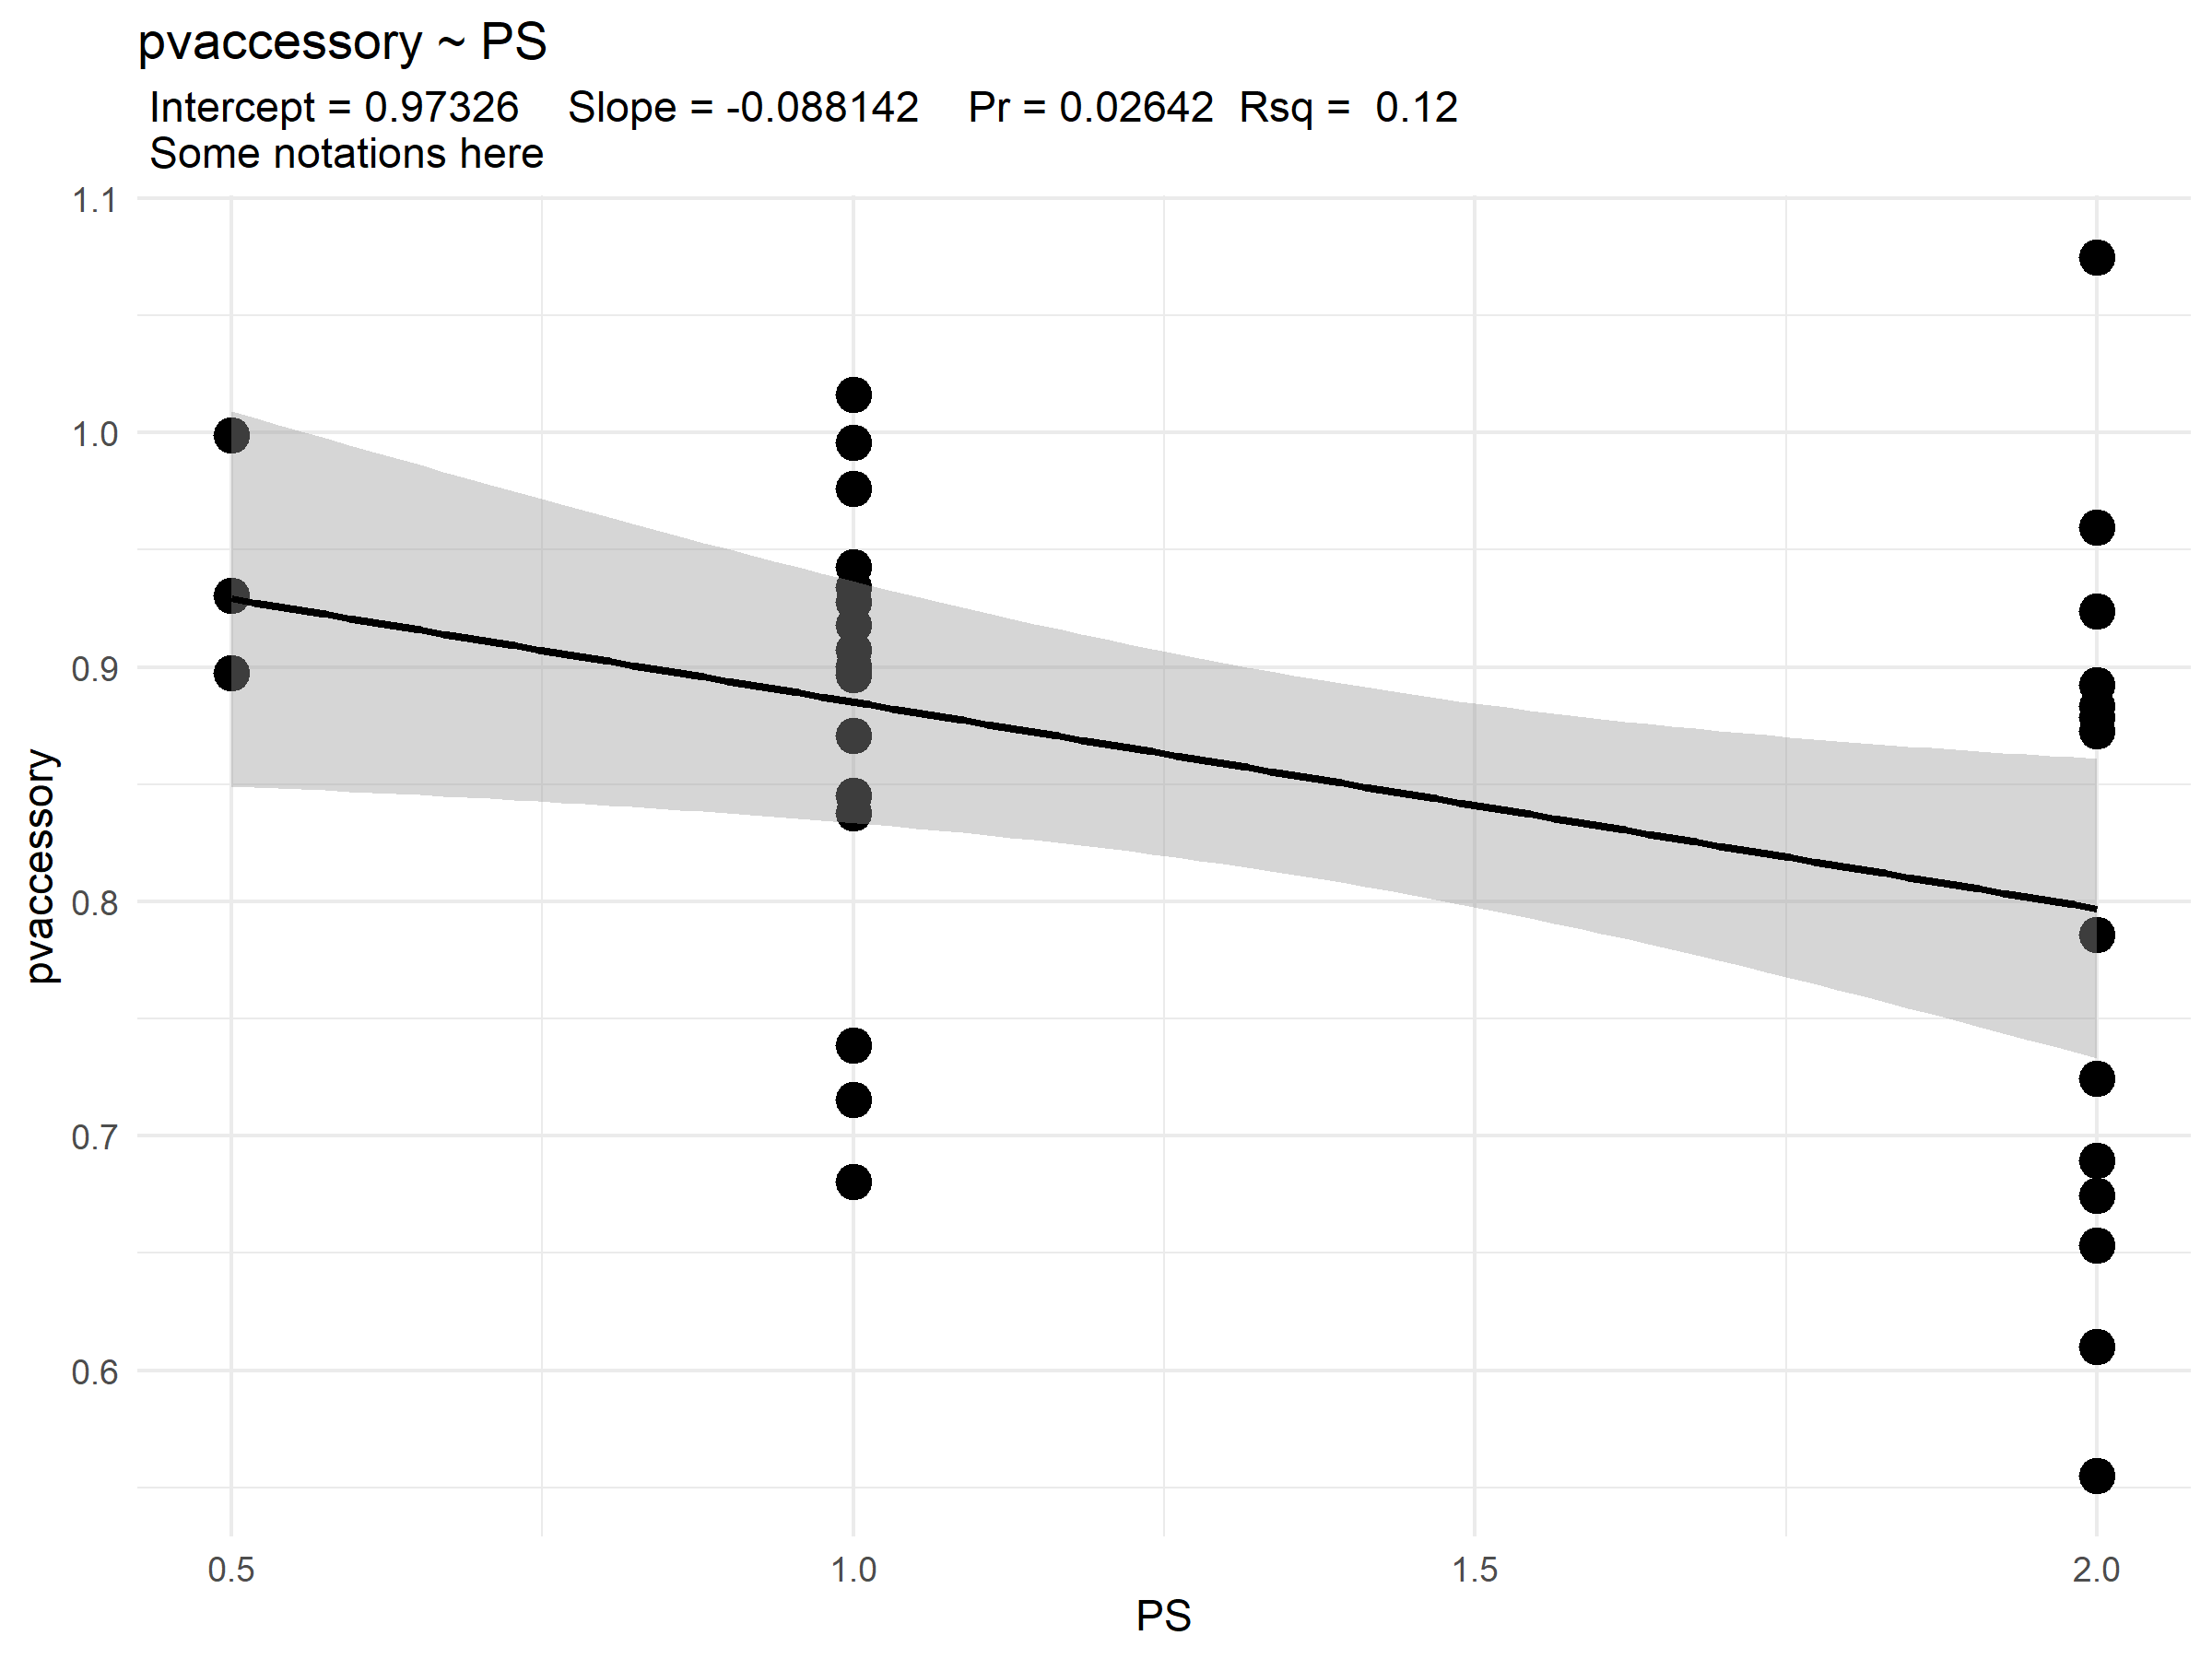 pvaccessory ~ PS
Intercept = 0.97326 Slope = -0.088142 Pr = 0.02642 Rsq = 0.12
Some notations here
1.1
1.0
0.9
0.8
0.7
0.6
pvaccessory
0.5 1.0 1.5 2.0
PS